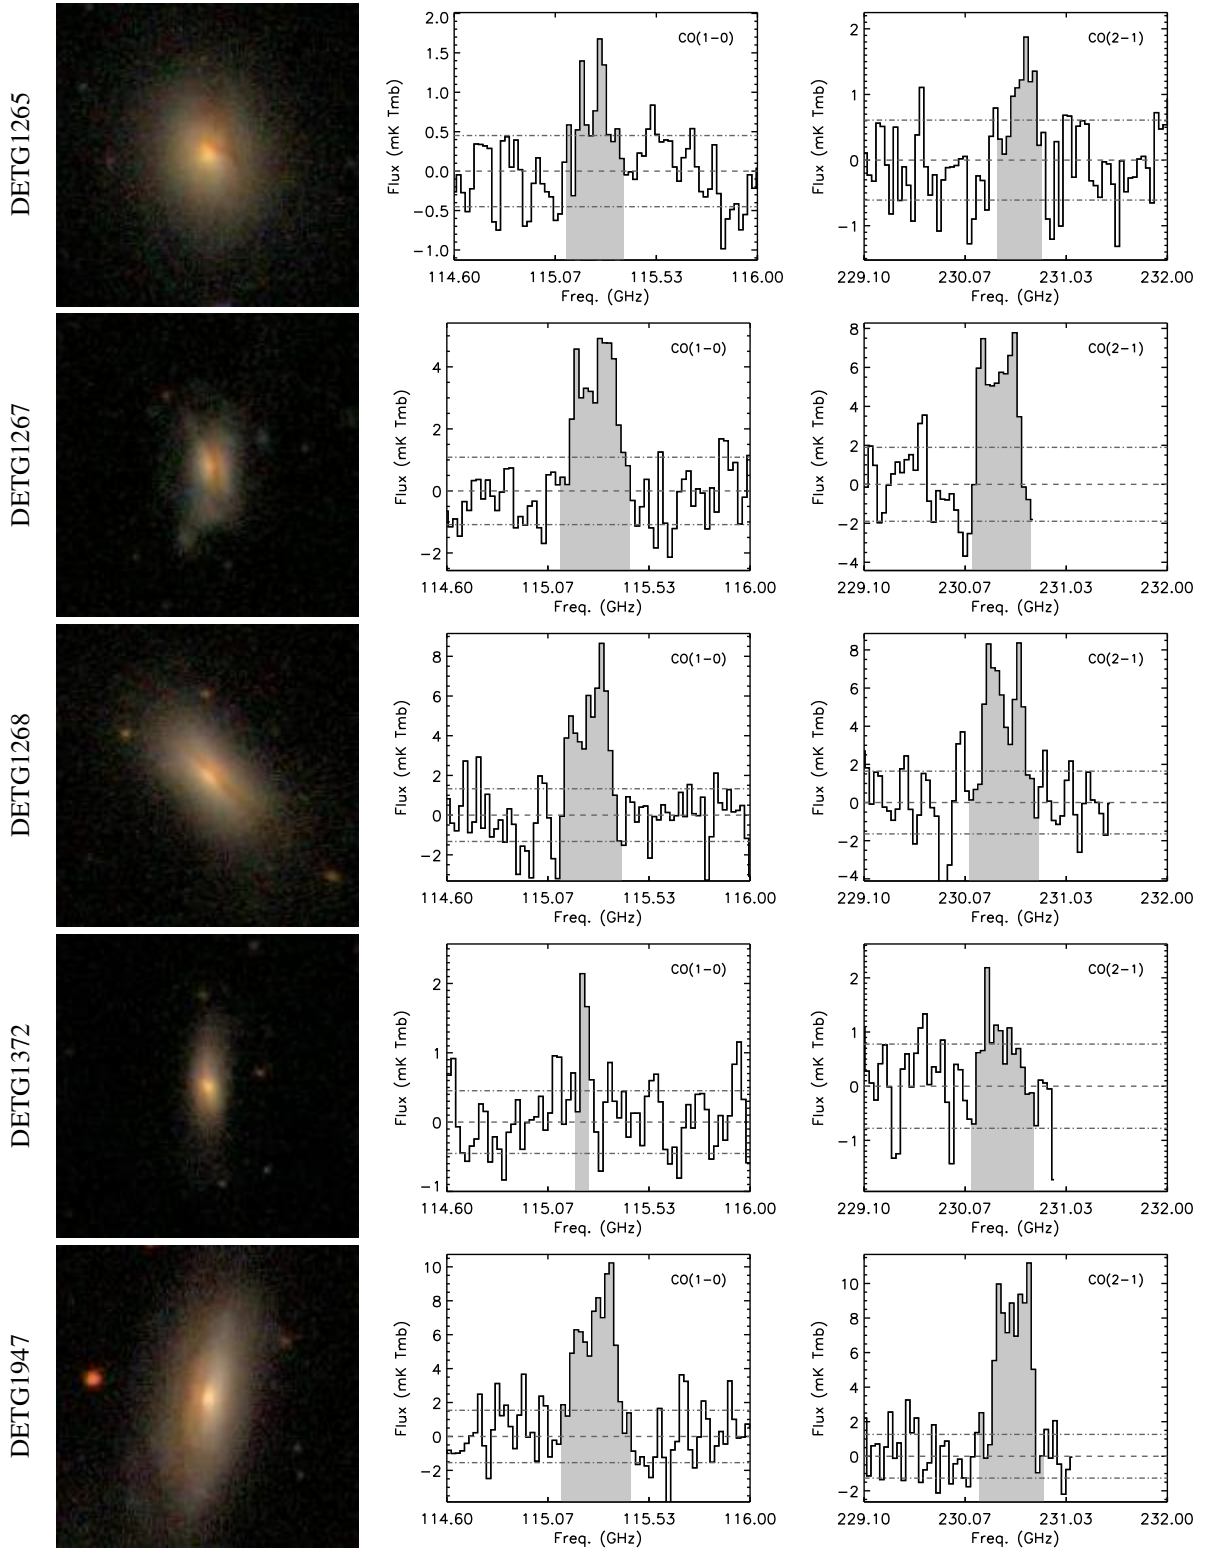 DETG1265
CO(1−0)
Flux (mK Tmb)
2.0
1.5
1.0
0.5
0.0
−0.5
−1.0
114.60 115.07 115.53 116.00
Freq. (GHz)
CO(2−1)
Flux (mK Tmb)
2
1
0
−1
229.10 230.07 231.03 232.00
Freq. (GHz)
DETG1267
CO(1−0)
Flux (mK Tmb)
4
2
0
−2
114.60 115.07 115.53 116.00
Freq. (GHz)
CO(2−1)
Flux (mK Tmb)
8
6
4
2
0
−2
−4
229.10 230.07 231.03 232.00
Freq. (GHz)
DETG1268
CO(1−0)
Flux (mK Tmb)
8
6
4
2
0
−2
114.60 115.07 115.53 116.00
Freq. (GHz)
CO(2−1)
Flux (mK Tmb)
8
6
4
2
0
−2
−4
229.10 230.07 231.03 232.00
Freq. (GHz)
DETG1372
CO(1−0)
Flux (mK Tmb)
2
1
0
−1
114.60 115.07 115.53 116.00
Freq. (GHz)
CO(2−1)
Flux (mK Tmb)
2
1
0
−1
229.10 230.07 231.03 232.00
Freq. (GHz)
DETG1947
CO(1−0)
Flux (mK Tmb)
10
8
6
4
2
0
−2
114.60 115.07 115.53 116.00
Freq. (GHz)
CO(2−1)
Flux (mK Tmb)
10
8
6
4
2
0
−2
229.10 230.07 231.03 232.00
Freq. (GHz)